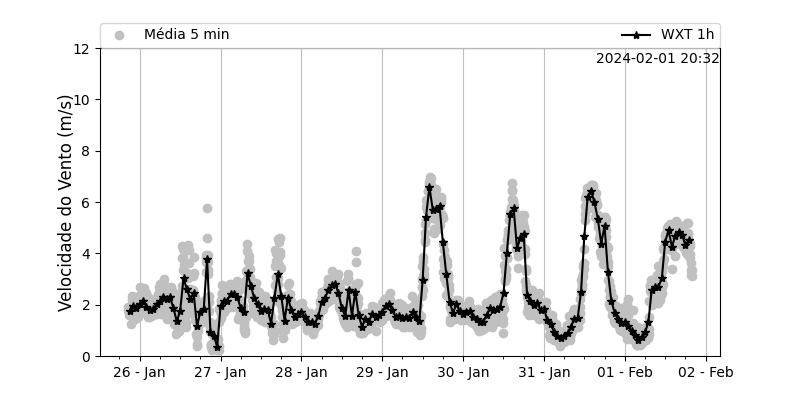 Média 5 min
WXT 1h
2024-02-01 20:32
Velocidade do Vento (m/s)
12
10
8
6
4
2
0
26 - Jan
27 - Jan
28 - Jan
29 - Jan
30 - Jan
31 - Jan
01 - Feb
02 - Feb